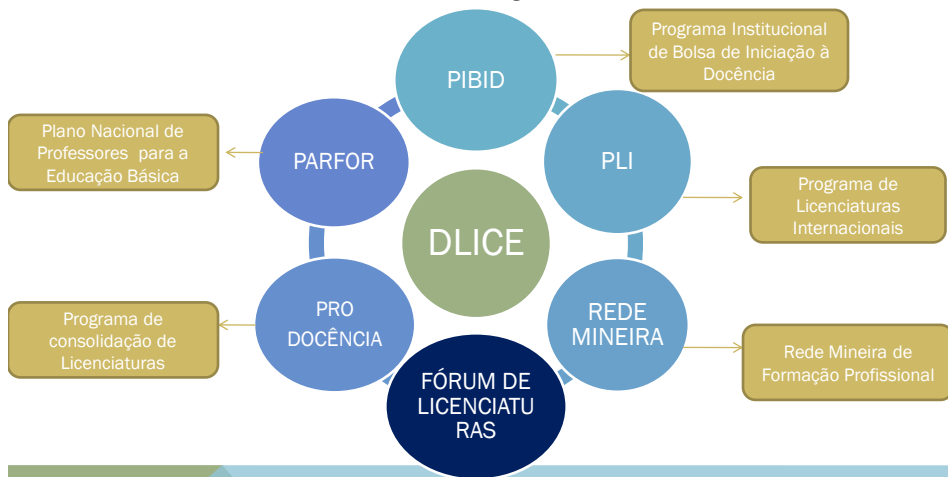 PIBID
Programa Institucional
de Bolsa de Iniciação à
Docência
Plano Nacional de
Professores para a
Educação Básica
PARFOR
PLI
Programa de
Licenciaturas
Internacionais
DLICE
Programa de
consolidação de
Licenciaturas
PRO
DOCÊNCIA
REDE
MINEIRA
Rede Mineira de
Formação Profissional
FÓRUM DE
LICENCIATU
RAS